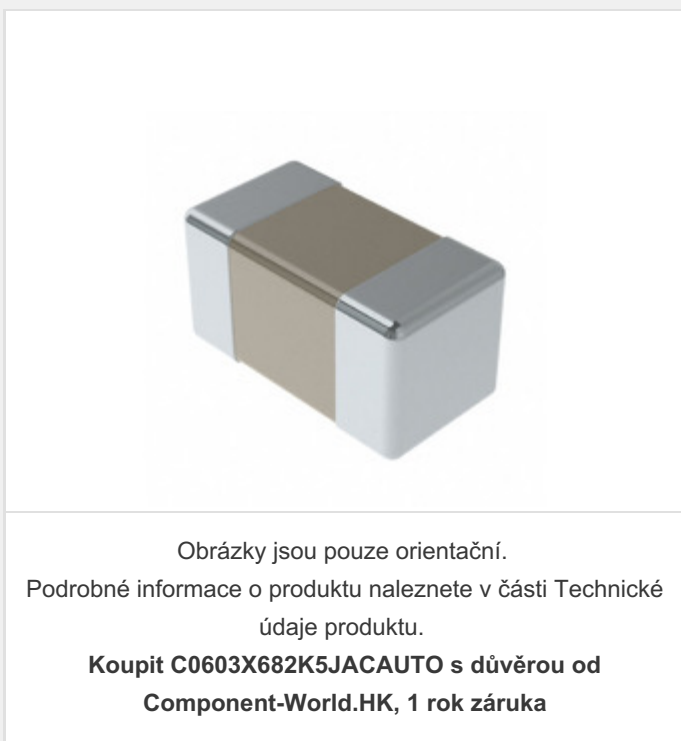 Obrázky jsou pouze orientační.
Podrobné informace o produktu naleznete v části Technické
údaje produktu.
Koupit C0603X682K5JACAUTO s důvěrou od
Component-World.HK, 1 rok záruka